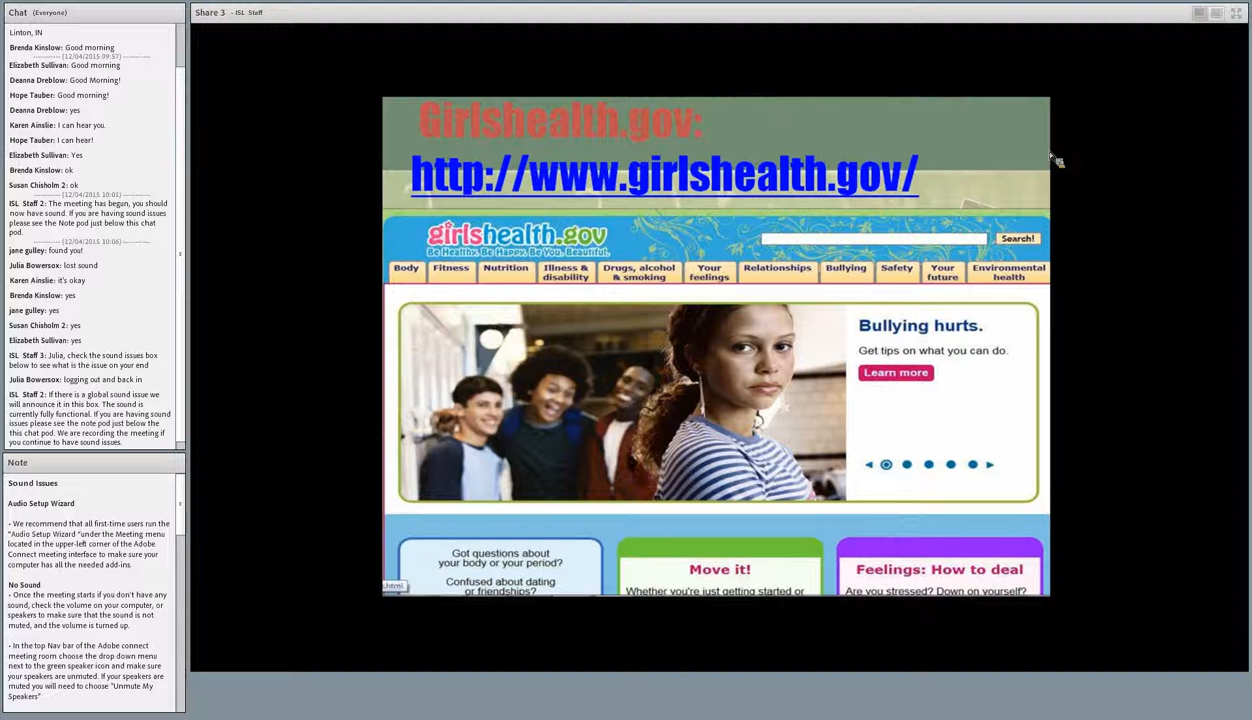 Chat (Everyone)
Linton, IN
Brenda Kinslow: Good morning
----------- (12/04/2015 09:57) -----------
Elizabeth Sullivan: Good morning
Deanna Dreblow: Good Morning!
Hope Tauber: Good morning!
Deanna Dreblow: yes
Karen Ainslie: I can hear you.
Hope Tauber: I can hear!
Elizabeth Sullivan: Yes
Brenda Kinslow: ok
Susan Chisholm 2: ok
----------- (12/04/2015 10:01) -----------
ISL Staff 2: The meeting has begun, you should
now have sound. If you are having sound issues
please see the Note pod just below this chat
pod.
----------- (12/04/2015 10:06) -----------
jane gulley: found you!
Julia Bowersox: lost sound
Karen Ainslie: it's okay
Brenda Kinslow: yes
jane gulley: yes
Susan Chisholm 2: yes
Elizabeth Sullivan: yes
ISL Staff 3: Julia, check the sound issues box
below to see what is the issue on your end
Julia Bowersox: logging out and back in
ISL Staff 2: If there is a global sound issue we
will announce it in this box. The sound is
currently fully functional. If you are having sound
issues please see the note pod just below the
this chat pod. We are recording the meeting if
you continue to have sound issues.
Note
Sound Issues
Audio Setup Wizard
• We recommend that all first-time users run the
"Audio Setup Wizard "under the Meeting menu
located in the upper-left corner of the Adobe
Connect meeting interface to make sure your
computer has all the needed add-ins.
No Sound
• Once the meeting starts if you don't have any
sound, check the volume on your computer, or
speakers to make sure that the sound is not
muted, and the volume is turned up.
• In the top Nav bar of the Adobe connect
meeting room choose the drop down menu
next to the green speaker icon and make sure
your speakers are unmuted. If your speakers are
muted you will need to choose "Unmute My
Speakers"
Share 3 - ISL Staff
Girlshealth.gov:
http://www.girlshealth.gov/
girlshealth.gov
Be Healthy. Be Happy. Be You. Beautiful.
Search!
Body
Fitness
Nutrition
Illness &
disability
Drugs, alcohol
& smoking
Your
feelings
Relationships
Bullying
Safety
Your
future
Environmental
health
Bullying hurts.
Get tips on what you can do.
Learn more
Got questions about
your body or your period?
Confused about dating
or friendships?
Move it!
Whether you're just getting started or
Feelings: How to deal
Are you stressed? Down on yourself?
.html